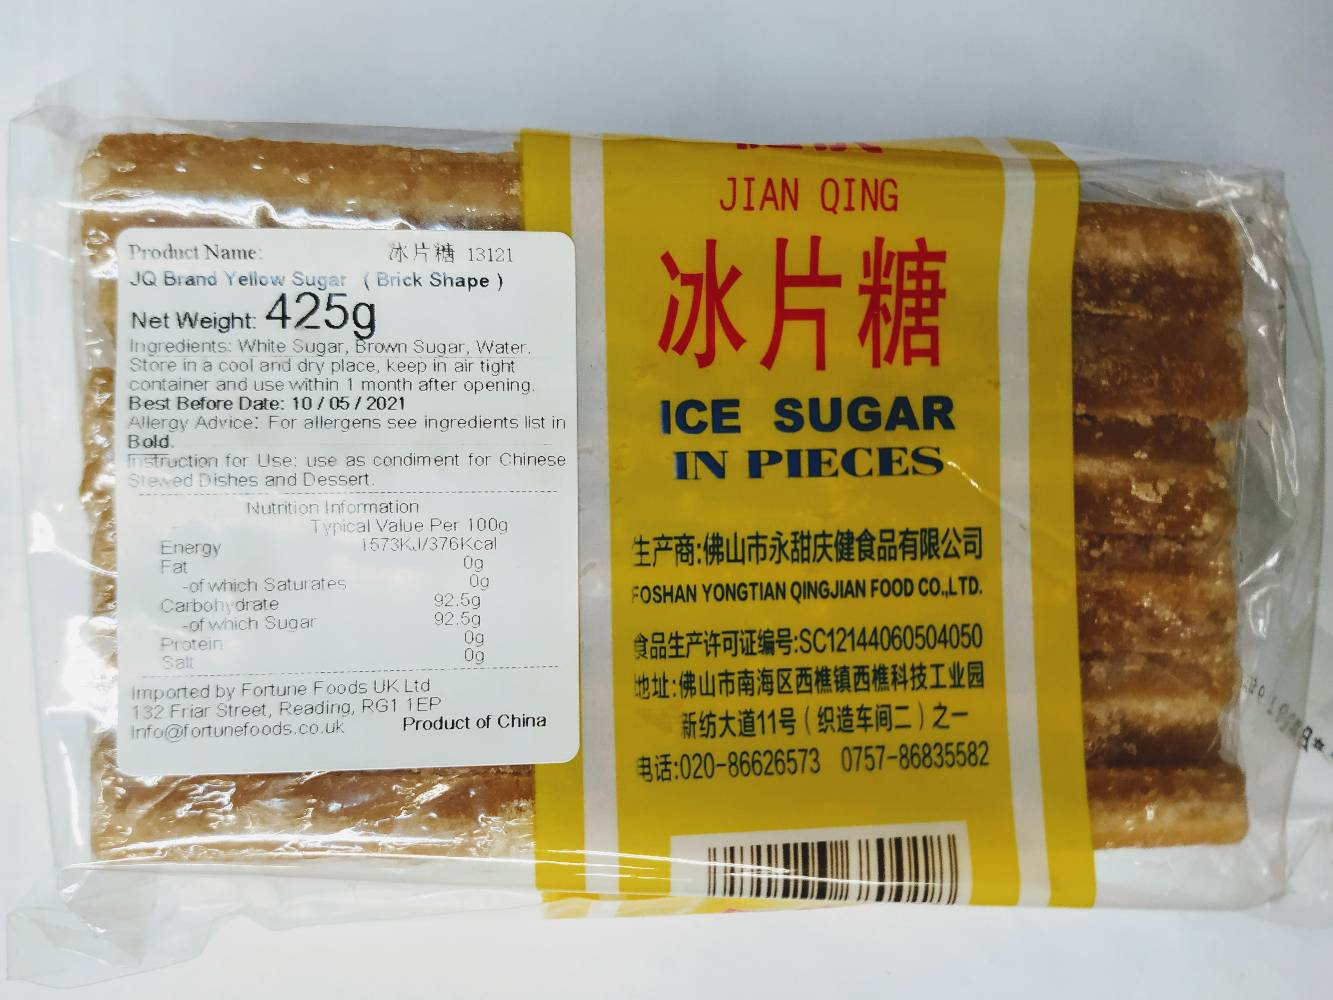 Product Name: 冰片糖 13121
JQ Brand Yellow Sugar ( Brick Shape )
Net Weight: 425g
Ingredients: White Sugar, Brown Sugar, Water.
Store in a cool and dry place, keep in air tight
container and use within 1 month after opening.
Best Before Date: 10 / 05 / 2021
Allergy Advice: For allergens see ingredients list in
Bold.
Instruction for Use: use as condiment for Chinese
Stewed Dishes and Dessert.
Nutrition Information
Typical Value Per 100g
Energy 1573KJ/376Kcal
Fat 0g
-of which Saturates 0g
Carbohydrate 92.5g
-of which Sugar 92.5g
Protein 0g
Salt 0g
Imported by Fortune Foods UK Ltd
132 Friar Street, Reading, RG1 1EP
Info@fortunefoods.co.uk Product of China
JIAN QING
冰片糖
ICE SUGAR
IN PIECES
生产商:佛山市永甜庆健食品有限公司
FOSHAN YONGTIAN QINGJIAN FOOD CO.,LTD.
食品生产许可证编号:SC12144060504050
地址:佛山市南海区西樵镇西樵科技工业园
新纺大道11号(织造车间二)之一
电话:020-86626573 0757-86835582